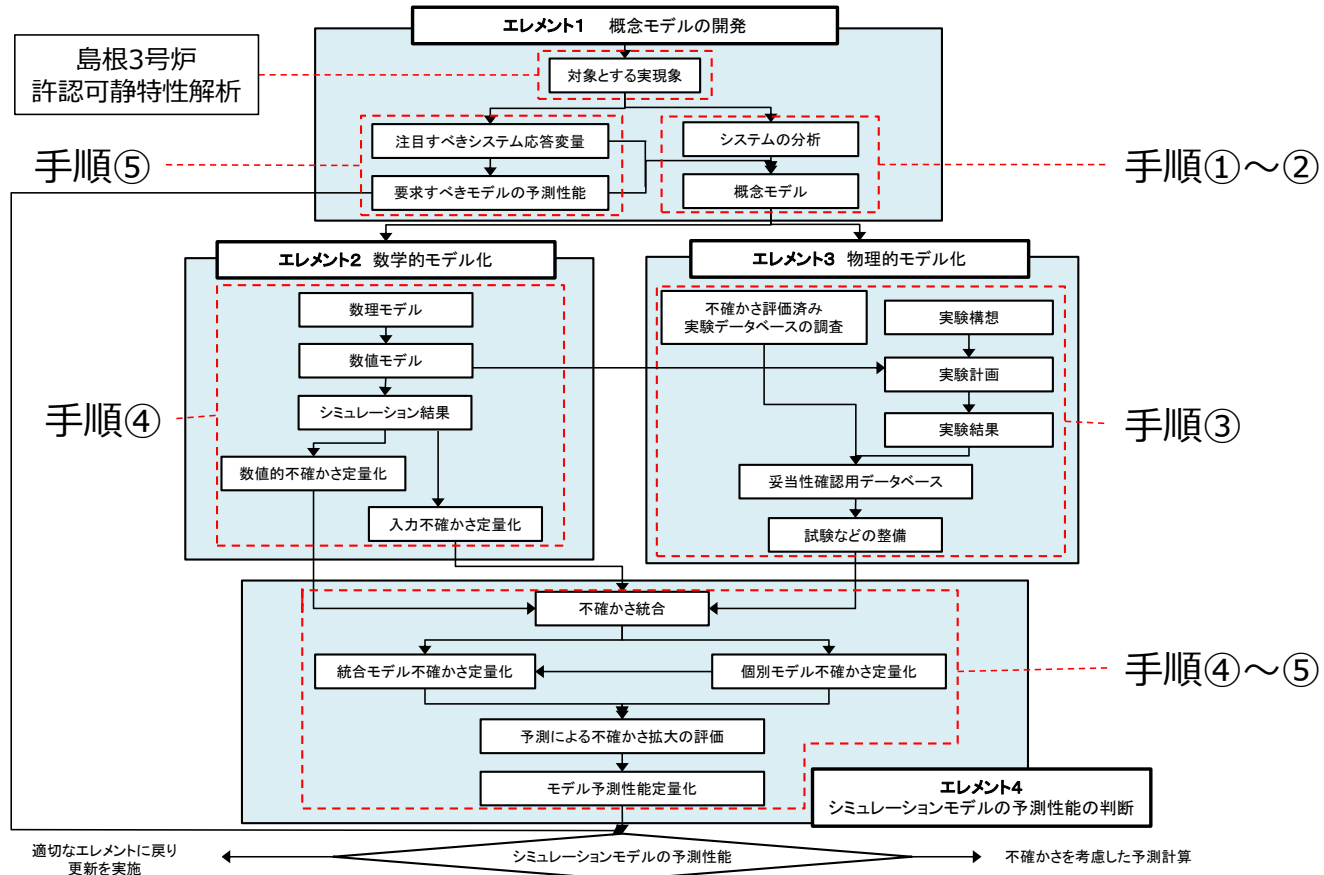 エレメント1 概念モデルの開発
島根3号炉
許認可静特性解析
対象とする実現象
注目すべきシステム応答変量
システムの分析
手順⑤
手順①～②
要求すべきモデルの予測性能
概念モデル
エレメント2 数学的モデル化
エレメント3 物理的モデル化
数理モデル
不確かさ評価済み
実験データベースの調査
実験構想
数値モデル
実験計画
手順④
シミュレーション結果
実験結果
手順③
数値的不確かさ定量化
妥当性確認用データベース
入力不確かさ定量化
試験などの整備
不確かさ統合
統合モデル不確かさ定量化
個別モデル不確かさ定量化
手順④～⑤
予測による不確かさ拡大の評価
モデル予測性能定量化
エレメント4
シミュレーションモデルの予測性能の判断
適切なエレメントに戻り
更新を実施
シミュレーションモデルの予測性能
不確かさを考慮した予測計算